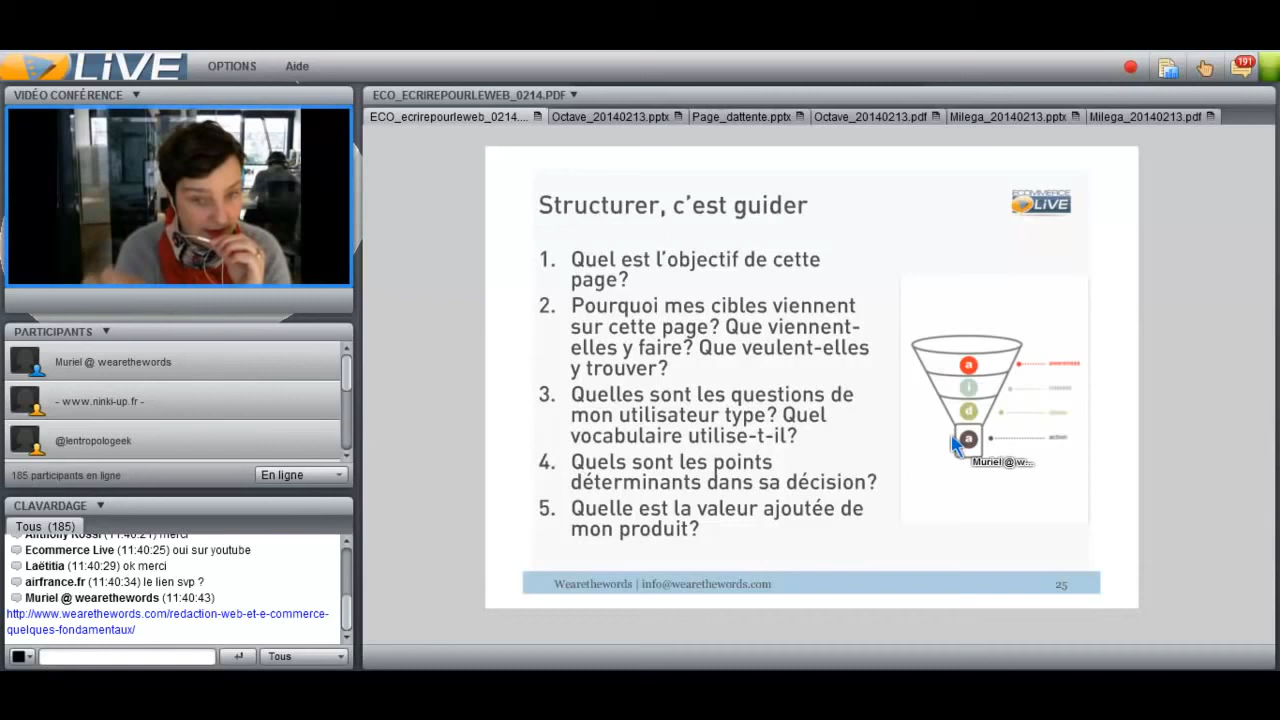 LIVE
OPTIONS
Aide
191
VIDÉO CONFÉRENCE
ECO_ECRIREPOURLEWEB_0214.PDF
ECO_ecrirepourleweb_0214....
Octave_20140213.pptx
Page_dattente.pptx
Octave_20140213.pdf
Milega_20140213.pptx
Milega_20140213.pdf
Structurer, c'est guider
ECOMMERCE
LIVE
1. Quel est l'objectif de cette
page?
2. Pourquoi mes cibles viennent
sur cette page? Que viennent-
elles y faire? Que veulent-elles
y trouver?
3. Quelles sont les questions de
mon utilisateur type? Quel
vocabulaire utilise-t-il?
4. Quels sont les points
déterminants dans sa décision?
5. Quelle est la valeur ajoutée de
mon produit?
a
i
d
a
action
Muriel @ w...
Wearethewords | info@wearethewords.com
25
PARTICIPANTS
Muriel @ wearethewords
- www.ninki-up.fr -
@lentropologeek
185 participants en ligne
En ligne
CLAVARDAGE
Tous (185)
Anthony Rossi (11:40:21) merci
Ecommerce Live (11:40:25) oui sur youtube
Laëtitia (11:40:29) ok merci
airfrance.fr (11:40:34) le lien svp ?
Muriel @ wearethewords (11:40:43)
http://www.wearethewords.com/redaction-web-et-e-commerce-
quelques-fondamentaux/
Tous